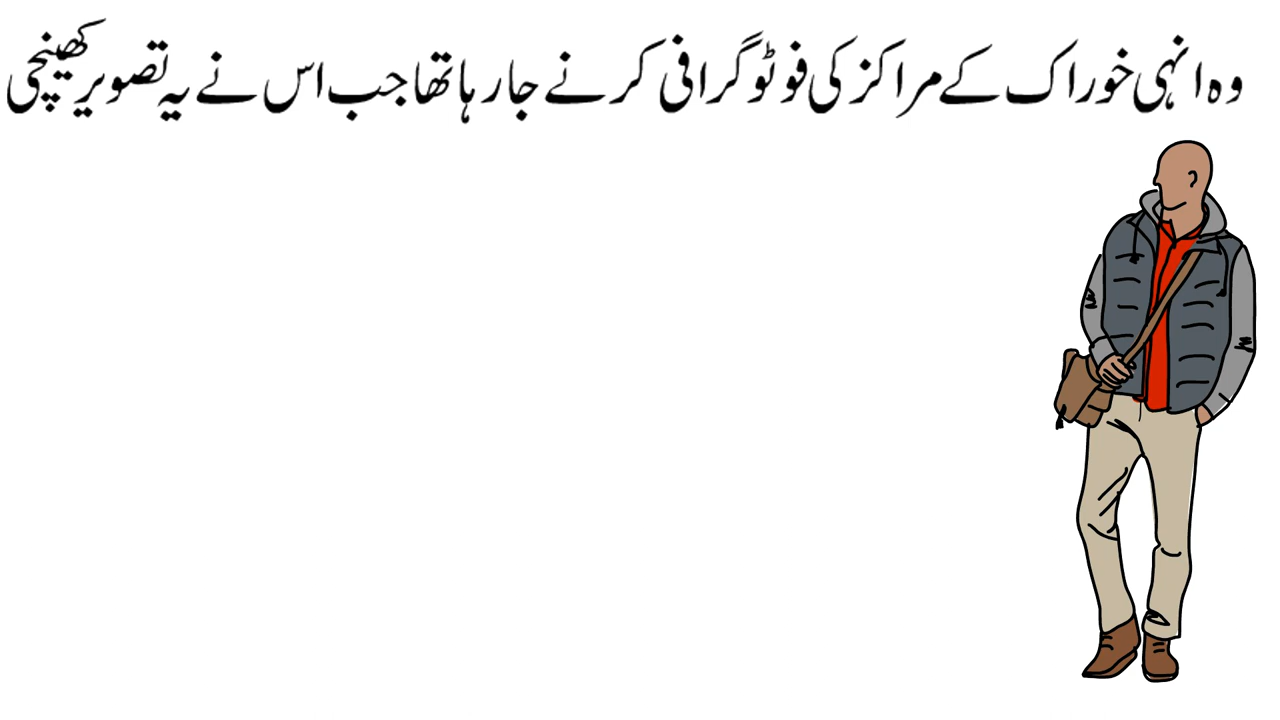 وہ انہی خوراک کے مراکز کی فوٹوگرافی کرنے جا رہا تھا جب اس نے یہ تصویر کھینچی